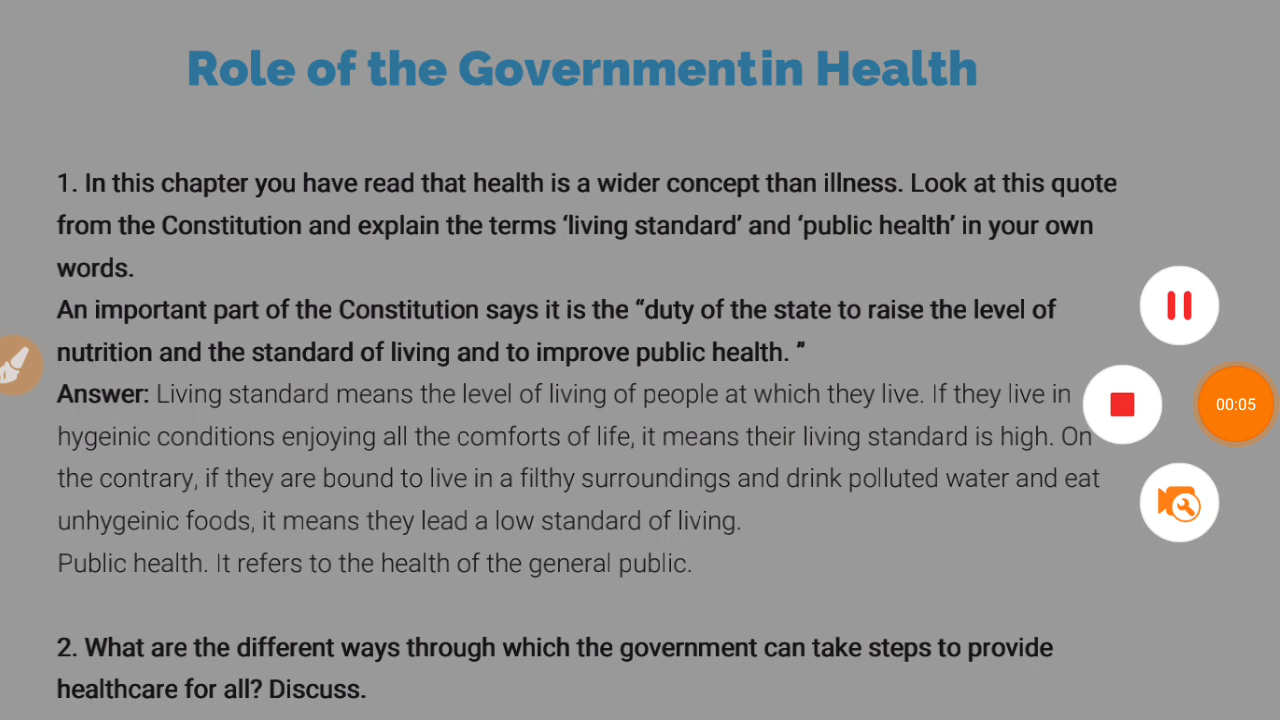 Role of the Governmentin Health
1. In this chapter you have read that health is a wider concept than illness. Look at this quote
from the Constitution and explain the terms ‘living standard’ and ‘public health’ in your own
words.
An important part of the Constitution says it is the “duty of the state to raise the level of
nutrition and the standard of living and to improve public health. ”
Answer: Living standard means the level of living of people at which they live. If they live in
hygeinic conditions enjoying all the comforts of life, it means their living standard is high. On
the contrary, if they are bound to live in a filthy surroundings and drink polluted water and eat
unhygeinic foods, it means they lead a low standard of living.
Public health. It refers to the health of the general public.
2. What are the different ways through which the government can take steps to provide
healthcare for all? Discuss.
00:05